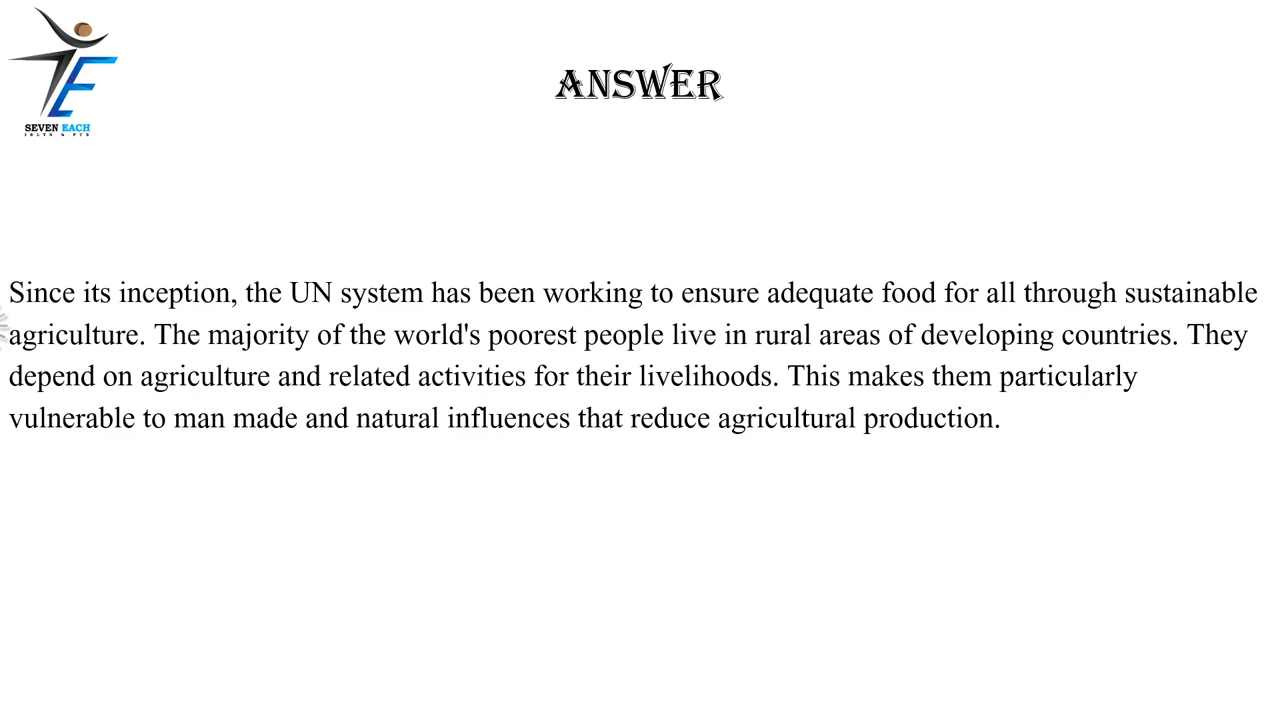 SEVEN EACH
IELTS & PTE
ANSWER
Since its inception, the UN system has been working to ensure adequate food for all through sustainable
agriculture. The majority of the world's poorest people live in rural areas of developing countries. They
depend on agriculture and related activities for their livelihoods. This makes them particularly
vulnerable to man made and natural influences that reduce agricultural production.